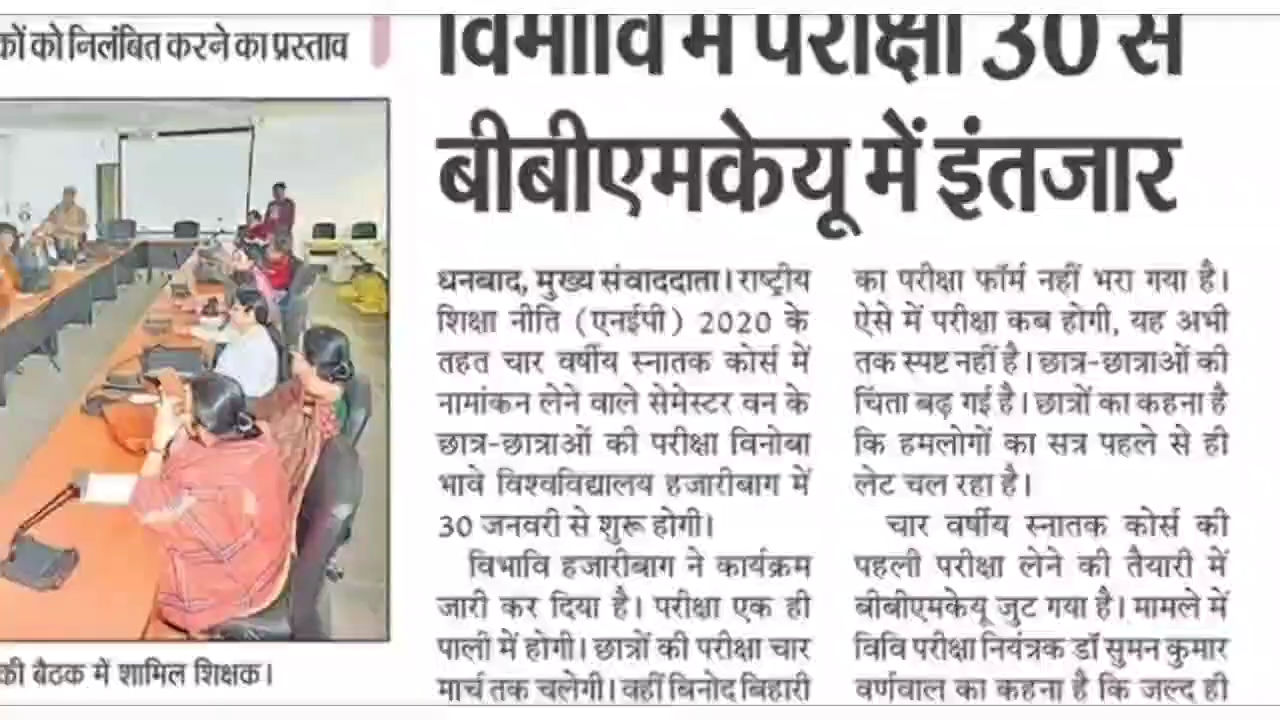 को निलंबित करने का प्रस्ताव
विभावि में परीक्षा 30 से
बीबीएमकेयू में इंतजार
धनबाद, मुख्य संवाददाता। राष्ट्रीय
शिक्षा नीति (एनईपी) 2020 के
तहत चार वर्षीय स्नातक कोर्स में
नामांकन लेने वाले सेमेस्टर वन के
छात्र-छात्राओं की परीक्षा विनोबा
भावे विश्वविद्यालय हजारीबाग में
30 जनवरी से शुरू होगी।
विभावि हजारीबाग ने कार्यक्रम
जारी कर दिया है। परीक्षा एक ही
पाली में होगी। छात्रों की परीक्षा चार
मार्च तक चलेगी। वहीं बिनोद बिहारी
का परीक्षा फॉर्म नहीं भरा गया है।
ऐसे में परीक्षा कब होगी, यह अभी
तक स्पष्ट नहीं है। छात्र-छात्राओं की
चिंता बढ़ गई है। छात्रों का कहना है
कि हमलोगों का सत्र पहले से ही
लेट चल रहा है।
चार वर्षीय स्नातक कोर्स की
पहली परीक्षा लेने की तैयारी में
बीबीएमकेयू जुट गया है। मामले में
विवि परीक्षा नियंत्रक डॉ सुमन कुमार
वर्णवाल का कहना है कि जल्द ही
की बैठक में शामिल शिक्षक।